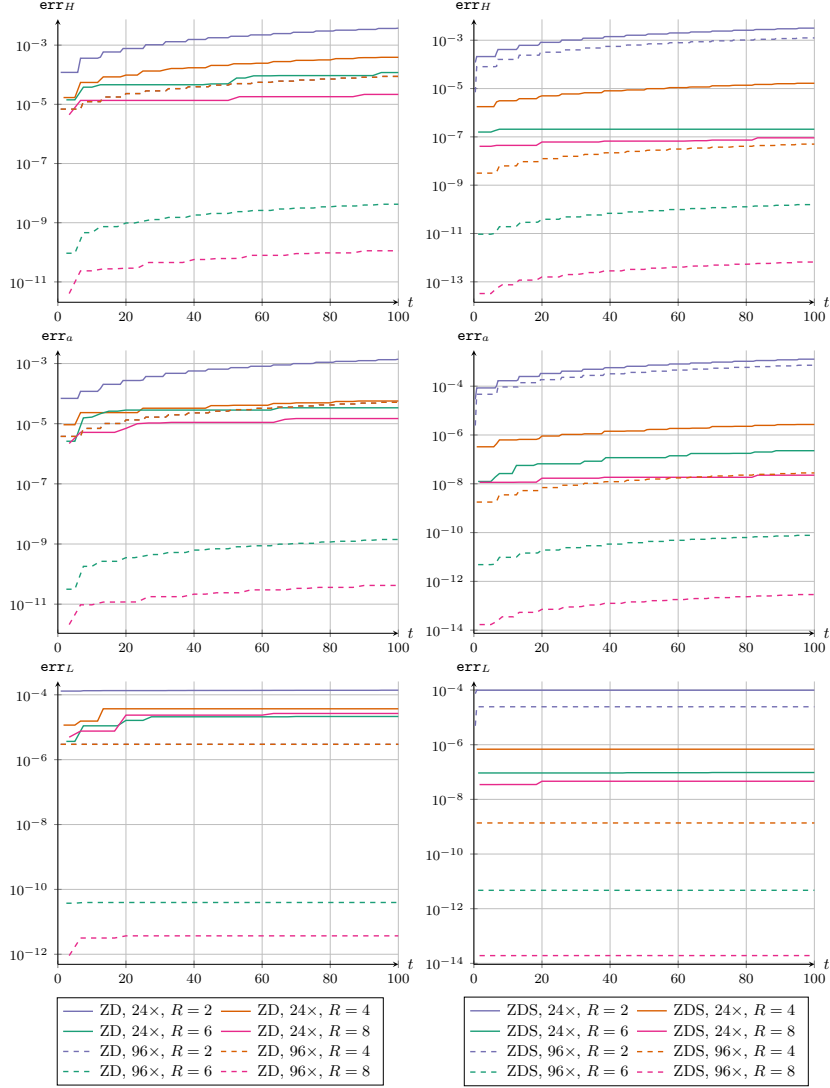 err_H
10^−3
10^−5
10^−7
10^−9
10^−11
0 20 40 60 80 100
t
err_H
10^−3
10^−5
10^−7
10^−9
10^−11
10^−13
0 20 40 60 80 100
t
err_a
10^−3
10^−5
10^−7
10^−9
10^−11
0 20 40 60 80 100
t
err_a
10^−4
10^−6
10^−8
10^−10
10^−12
10^−14
0 20 40 60 80 100
t
err_L
10^−4
10^−6
10^−8
10^−10
10^−12
0 20 40 60 80 100
t
err_L
10^−4
10^−6
10^−8
10^−10
10^−12
10^−14
0 20 40 60 80 100
t
ZD, 24×, R = 2 ZD, 24×, R = 4
ZD, 24×, R = 6 ZD, 24×, R = 8
ZD, 96×, R = 2 ZD, 96×, R = 4
ZD, 96×, R = 6 ZD, 96×, R = 8
ZDS, 24×, R = 2 ZDS, 24×, R = 4
ZDS, 24×, R = 6 ZDS, 24×, R = 8
ZDS, 96×, R = 2 ZDS, 96×, R = 4
ZDS, 96×, R = 6 ZDS, 96×, R = 8